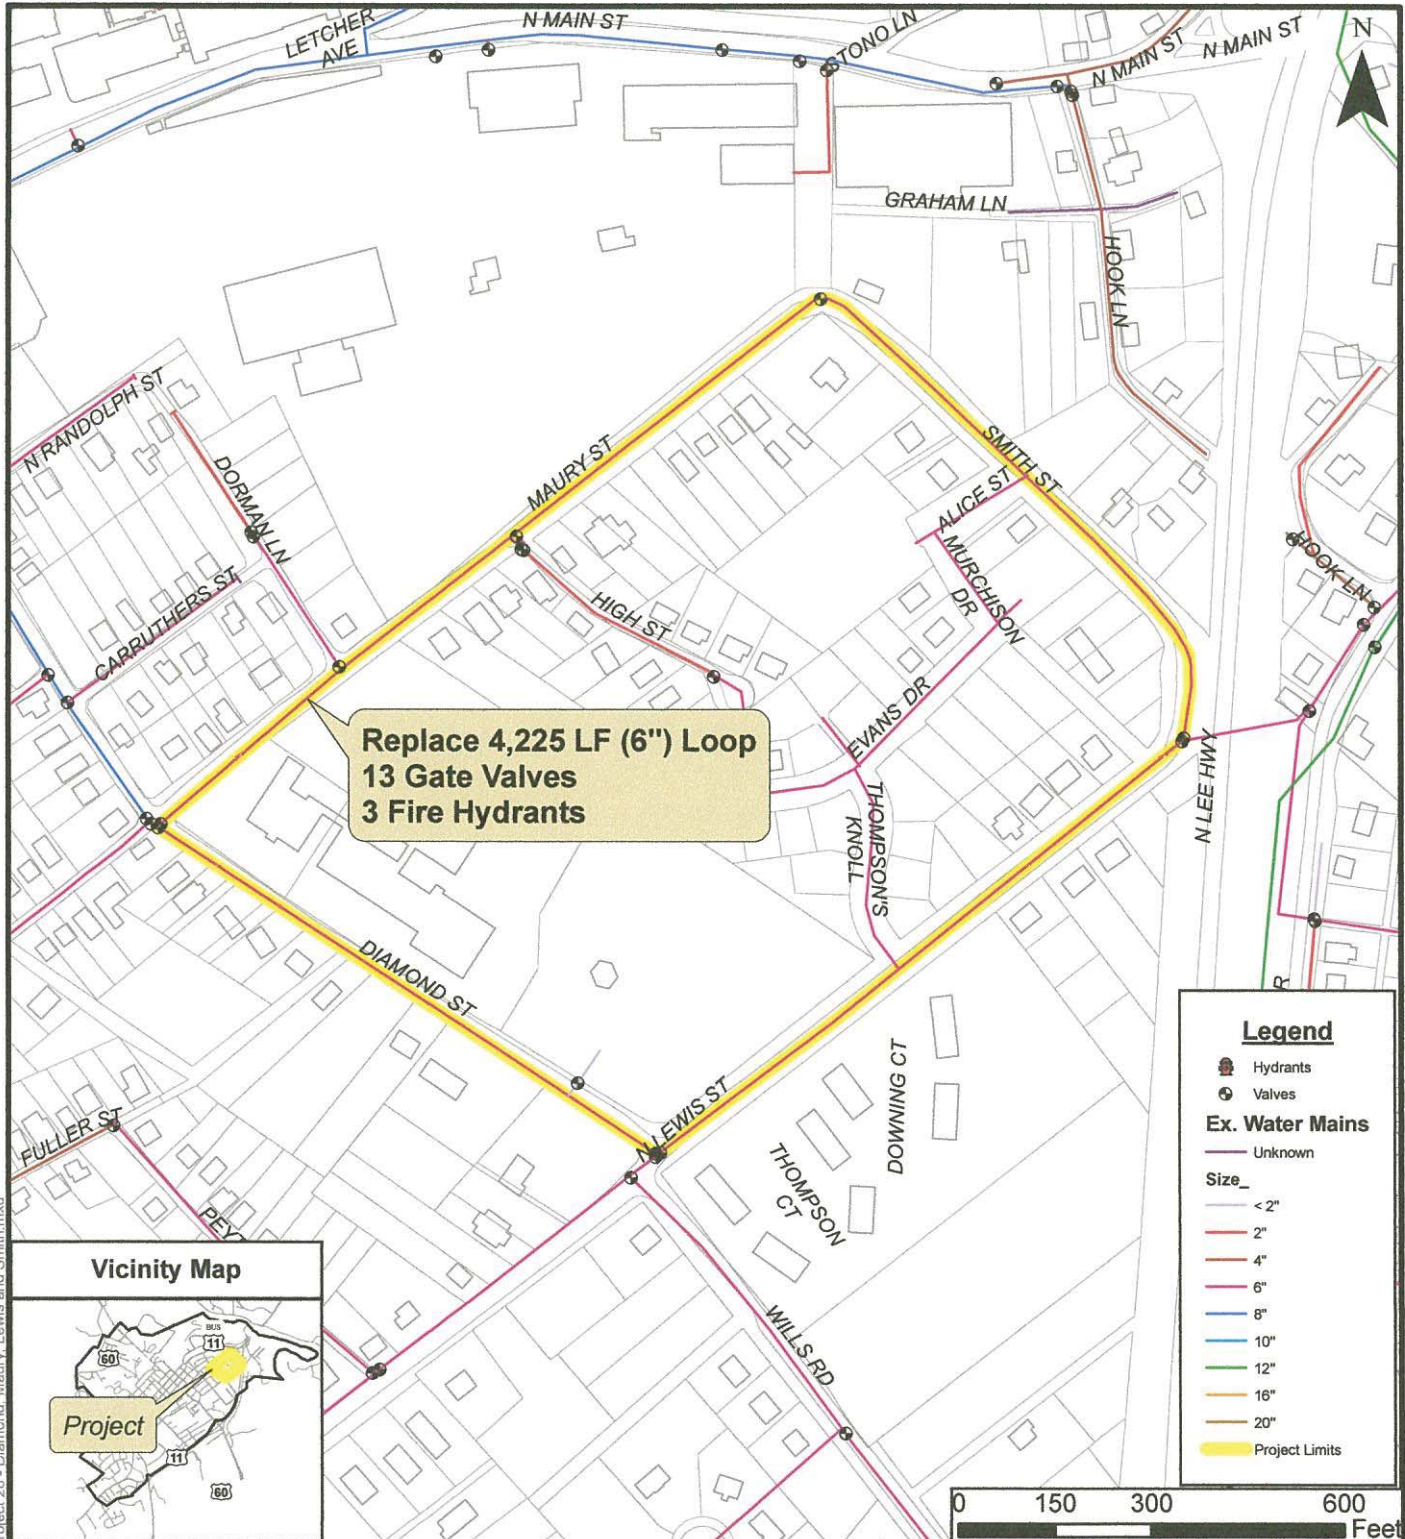 LETCHER
AVE
N MAIN ST
STONO LN
N MAIN ST
N MAIN ST
N
GRAHAM LN
HOOK LN
N RANDOLPH ST
DORMAN LN
MAURY ST
SMITH ST
ALICE ST
MURCHISON
DR
HOOK LN
CARRUTHERS ST
HIGH ST
EVANS DR
Replace 4,225 LF (6") Loop
13 Gate Valves
3 Fire Hydrants
THOMPSON'S
KNOLL
N LEE HWY
DIAMOND ST
R
N LEWIS ST
DOWNING CT
THOMPSON
CT
FULLER ST
PEYT
WILLS RD
Legend
Hydrants
Valves
Ex. Water Mains
Unknown
Size_
< 2"
2"
4"
6"
8"
10"
12"
16"
20"
Project Limits
Vicinity Map
60
BUS
11
Project
11
60
0 150 300 600
Feet